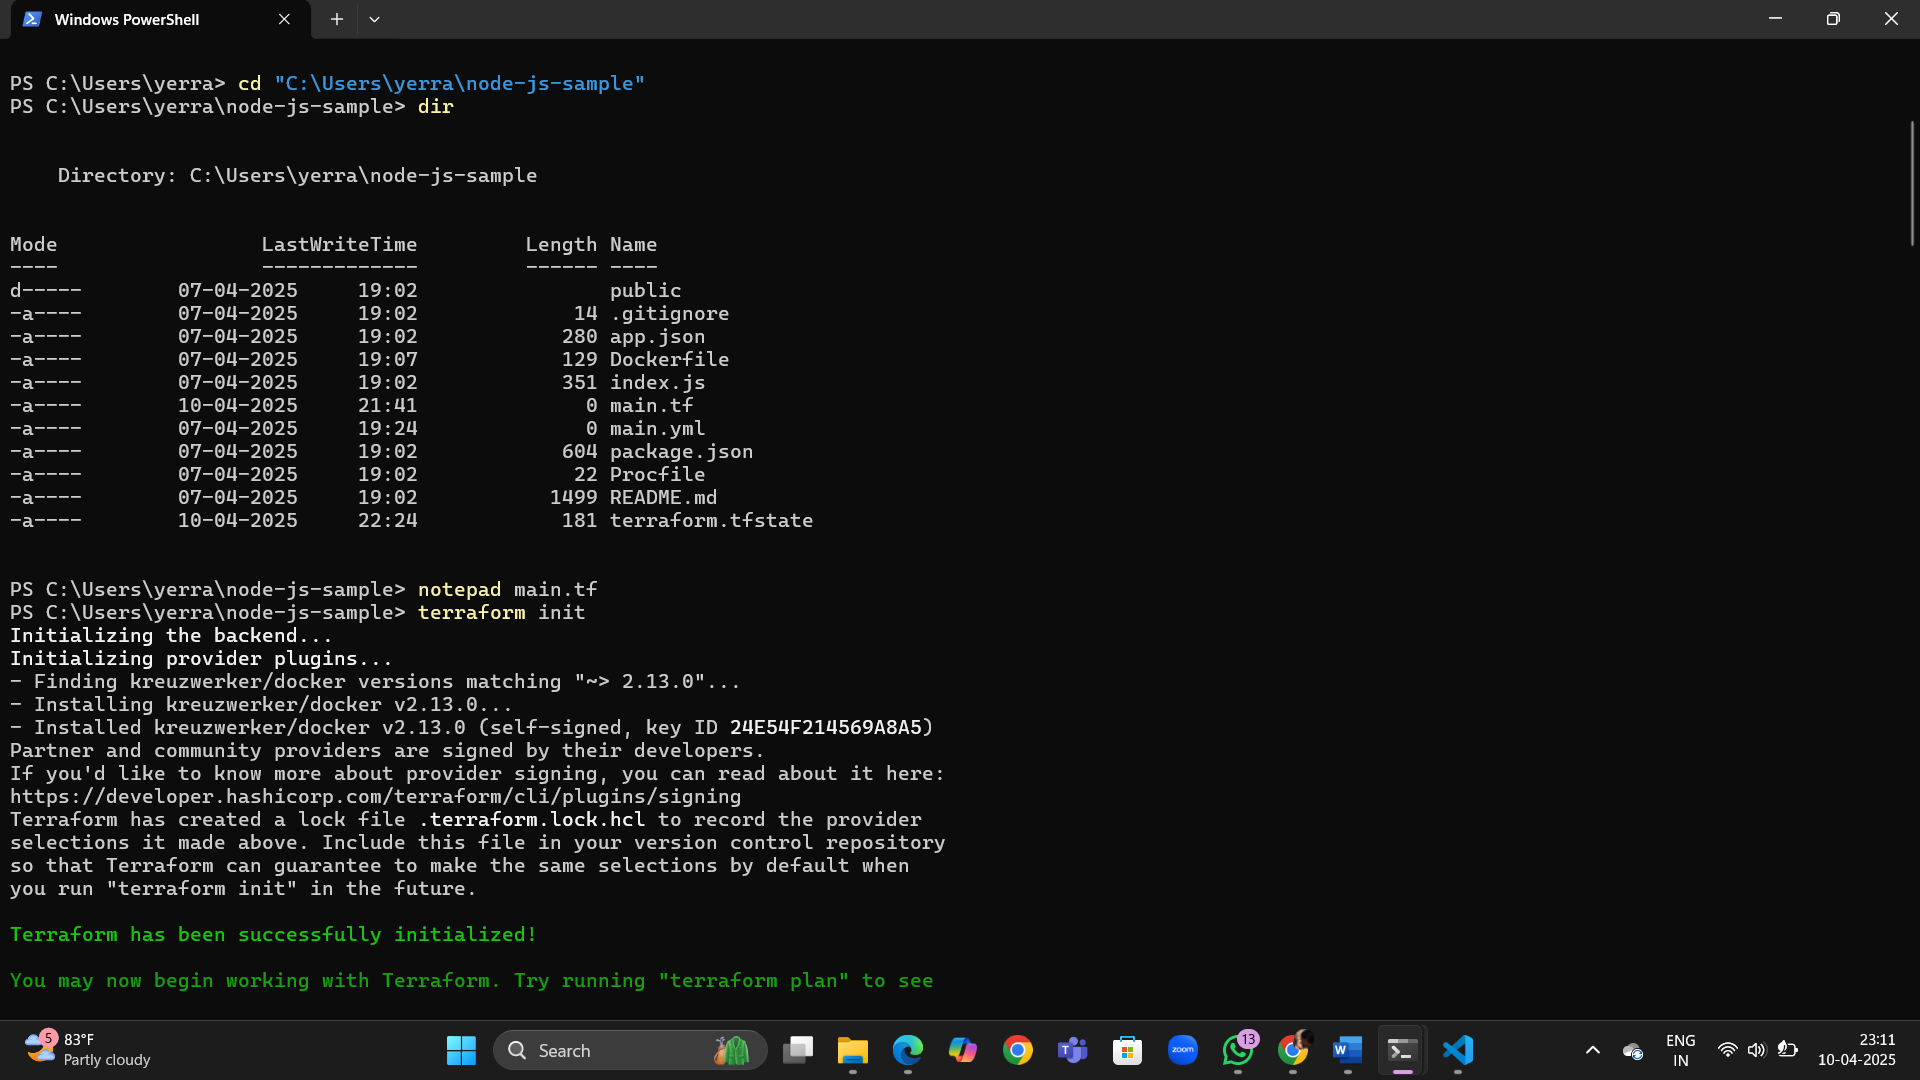 Windows PowerShell
PS C:\Users\yerra> cd "C:\Users\yerra\node-js-sample"
PS C:\Users\yerra\node-js-sample> dir
Directory: C:\Users\yerra\node-js-sample
Mode                 LastWriteTime         Length Name
----                 -------------         ------ ----
d-----        07-04-2025     19:02                public
-a----        07-04-2025     19:02             14 .gitignore
-a----        07-04-2025     19:02            280 app.json
-a----        07-04-2025     19:07            129 Dockerfile
-a----        07-04-2025     19:02            351 index.js
-a----        10-04-2025     21:41              0 main.tf
-a----        07-04-2025     19:24              0 main.yml
-a----        07-04-2025     19:02            604 package.json
-a----        07-04-2025     19:02             22 Procfile
-a----        07-04-2025     19:02           1499 README.md
-a----        10-04-2025     22:24            181 terraform.tfstate
PS C:\Users\yerra\node-js-sample> notepad main.tf
PS C:\Users\yerra\node-js-sample> terraform init
Initializing the backend...
Initializing provider plugins...
- Finding kreuzwerker/docker versions matching "~> 2.13.0"...
- Installing kreuzwerker/docker v2.13.0...
- Installed kreuzwerker/docker v2.13.0 (self-signed, key ID 24E54F214569A8A5)
Partner and community providers are signed by their developers.
If you'd like to know more about provider signing, you can read about it here:
https://developer.hashicorp.com/terraform/cli/plugins/signing
Terraform has created a lock file .terraform.lock.hcl to record the provider
selections it made above. Include this file in your version control repository
so that Terraform can guarantee to make the same selections by default when
you run "terraform init" in the future.
Terraform has been successfully initialized!
You may now begin working with Terraform. Try running "terraform plan" to see
5
83°F
Partly cloudy
Search
T
zoom
13
W
ENG
IN
23:11
10-04-2025